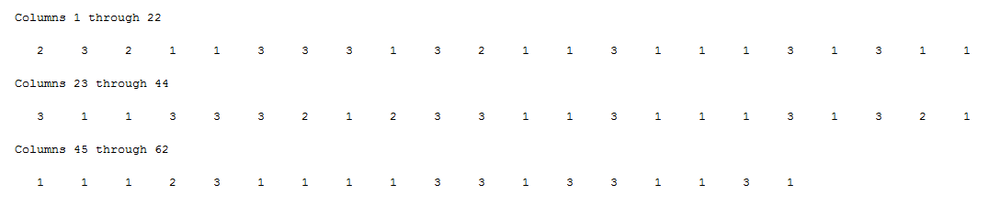 Columns 1 through 22
2 3 2 1 1 3 3 3 1 3 2 1 1 3 1 1 1 3 1 3 1 1
Columns 23 through 44
3 1 1 3 3 3 2 1 2 3 3 1 1 3 1 1 1 3 1 3 2 1
Columns 45 through 62
1 1 1 2 3 1 1 1 1 3 3 1 3 3 1 1 3 1